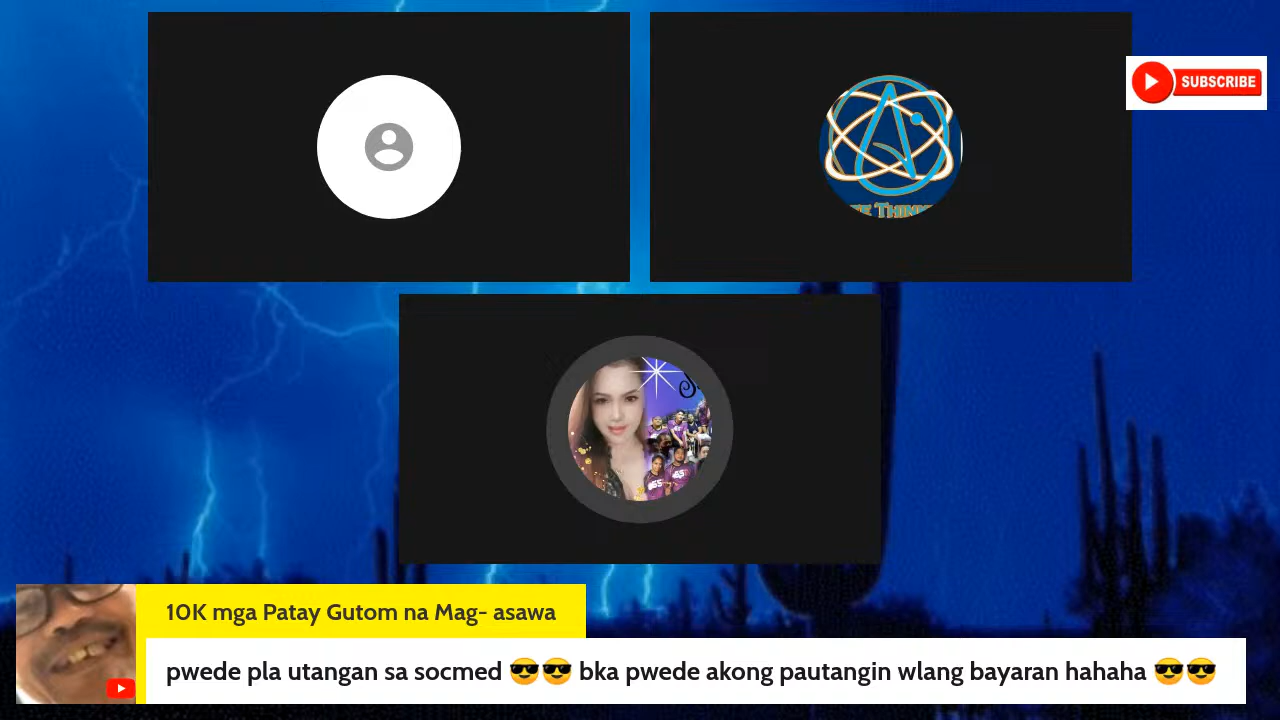 SUBSCRIBE
THINK
10K mga Patay Gutom na Mag- asawa
pwede pla utangan sa socmed 😎😎 bka pwede akong pautangin wlang bayaran hahaha 😎😎